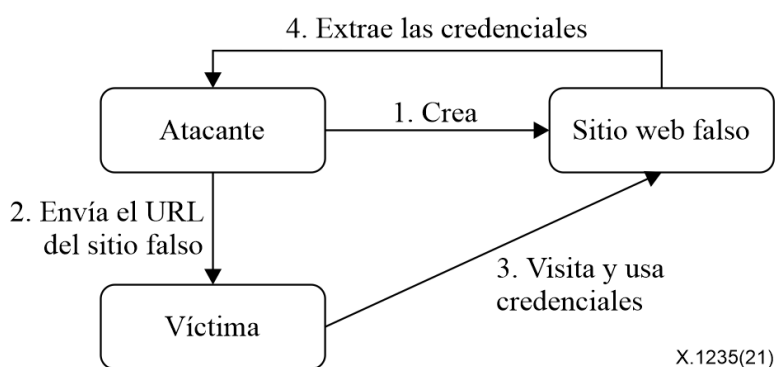 4. Extrae las credenciales
Atacante
1. Crea
Sitio web falso
2. Envía el URL
del sitio falso
3. Visita y usa
credenciales
Víctima
X.1235(21)